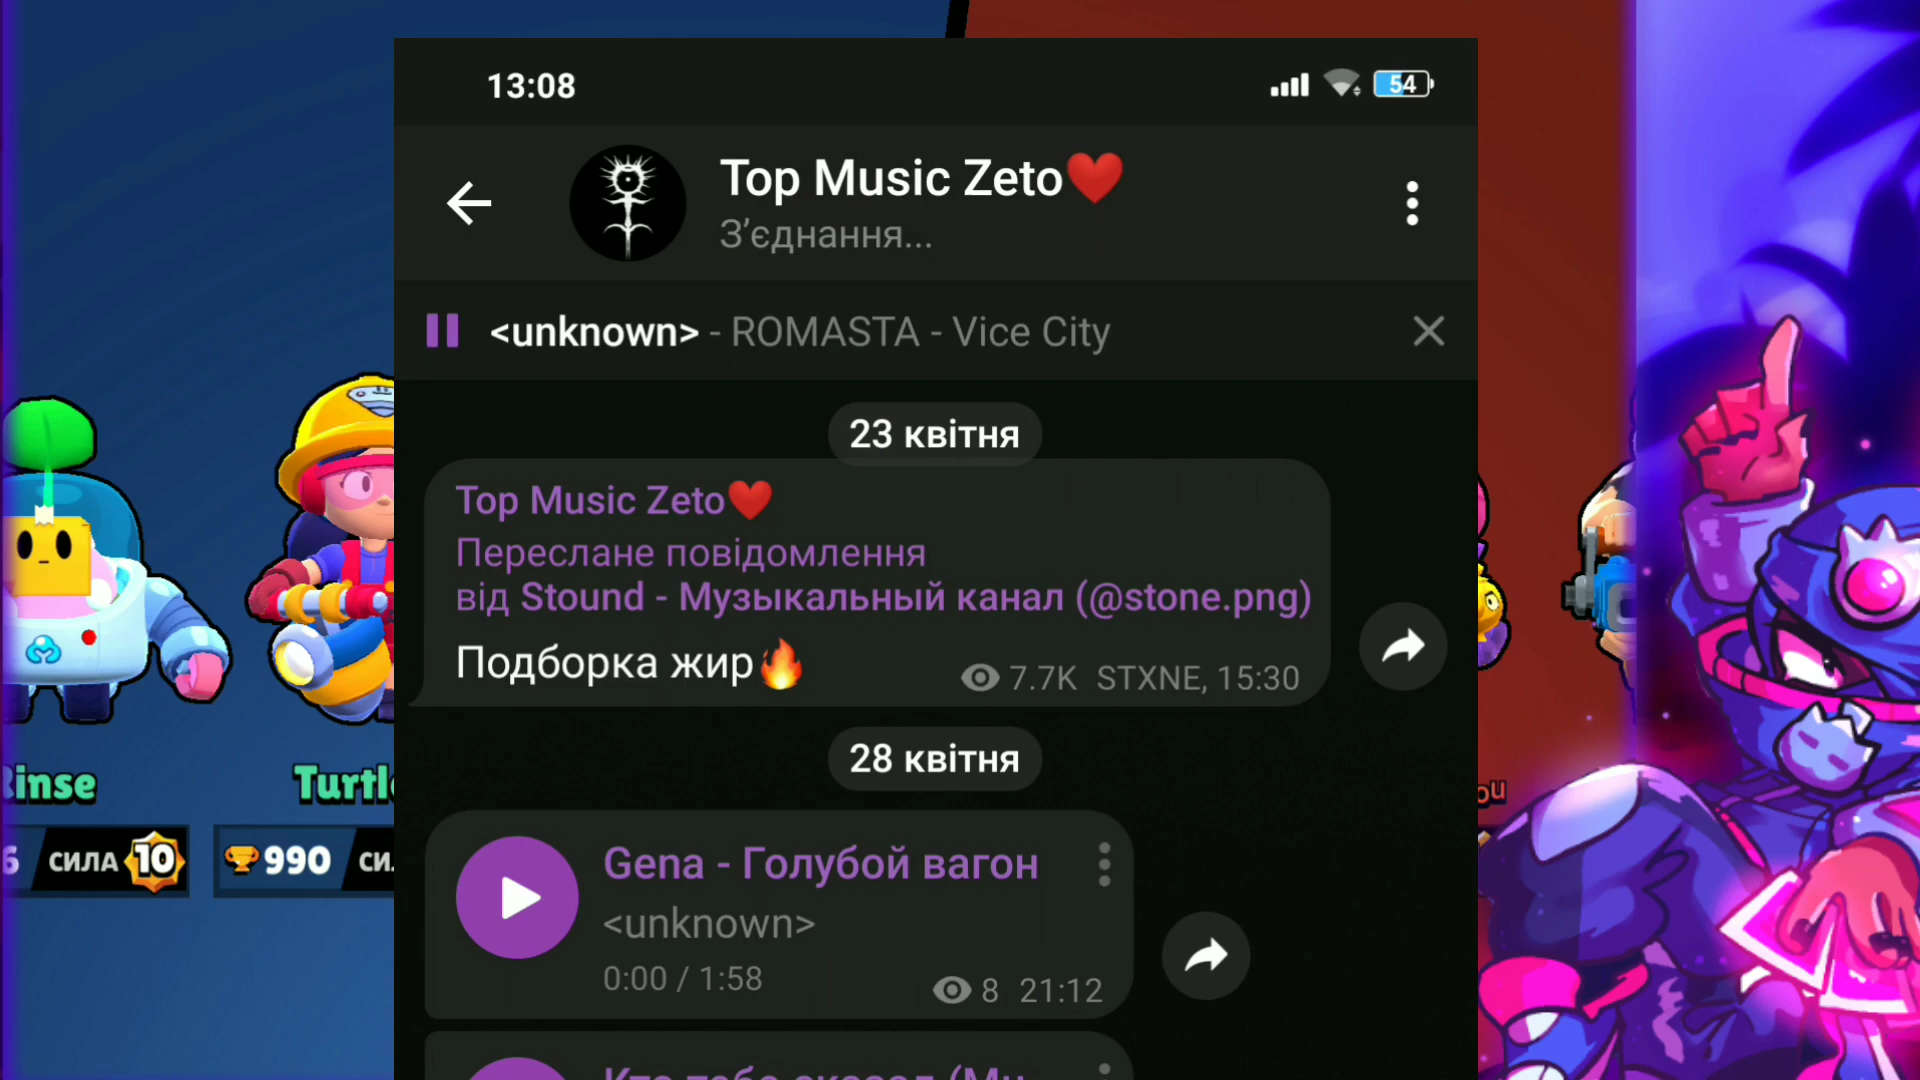 13:08
54
Top Music Zeto❤️
З’єднання...
<unknown> - ROMASTA - Vice City
23 квітня
Top Music Zeto❤️
Переслане повідомлення
від Stound - Музыкальный канал (@stone.png)
Подборка жир🔥
7.7K STXNE, 15:30
28 квітня
Gena - Голубой вагон
<unknown>
0:00 / 1:58
8 21:12
СИЛА 10
990